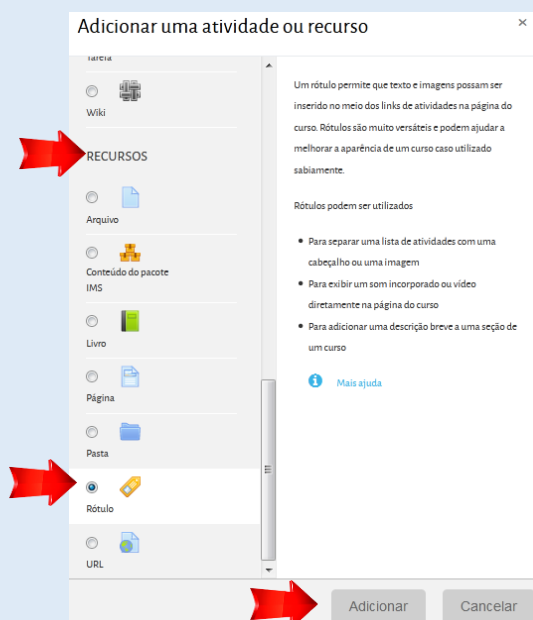 Adicionar uma atividade ou recurso
×
Tarefa
Wiki
RECURSOS
Arquivo
Conteúdo do pacote
IMS
Livro
Página
Pasta
Rótulo
URL
Um rótulo permite que texto e imagens possam ser
inserido no meio dos links de atividades na página do
curso. Rótulos são muito versáteis e podem ajudar a
melhorar a aparência de um curso caso utilizado
sabiamente.
Rótulos podem ser utilizados
• Para separar uma lista de atividades com uma
cabeçalho ou uma imagem
• Para exibir um som incorporado ou vídeo
diretamente na página do curso
• Para adicionar uma descrição breve a uma seção de
um curso
Mais ajuda
Adicionar
Cancelar